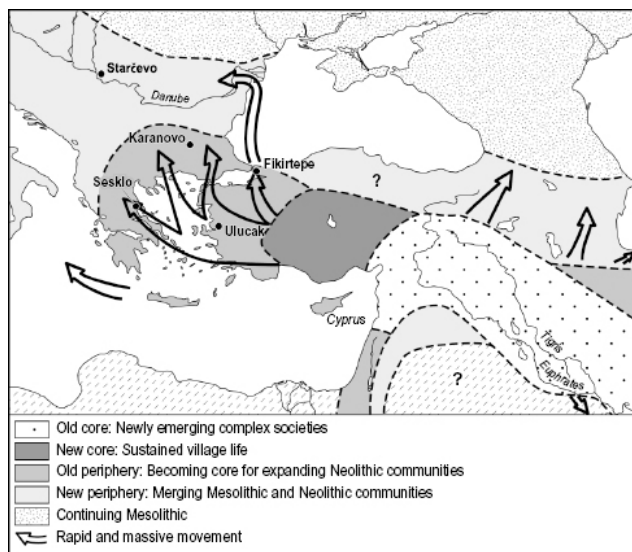 Starčevo
Danube
Karanovo
Fikirtepe
Sesklo
?
Ulucak
Cyprus
Tigris
Euphrates
?
Old core: Newly emerging complex societies
New core: Sustained village life
Old periphery: Becoming core for expanding Neolithic communities
New periphery: Merging Mesolithic and Neolithic communities
Continuing Mesolithic
Rapid and massive movement